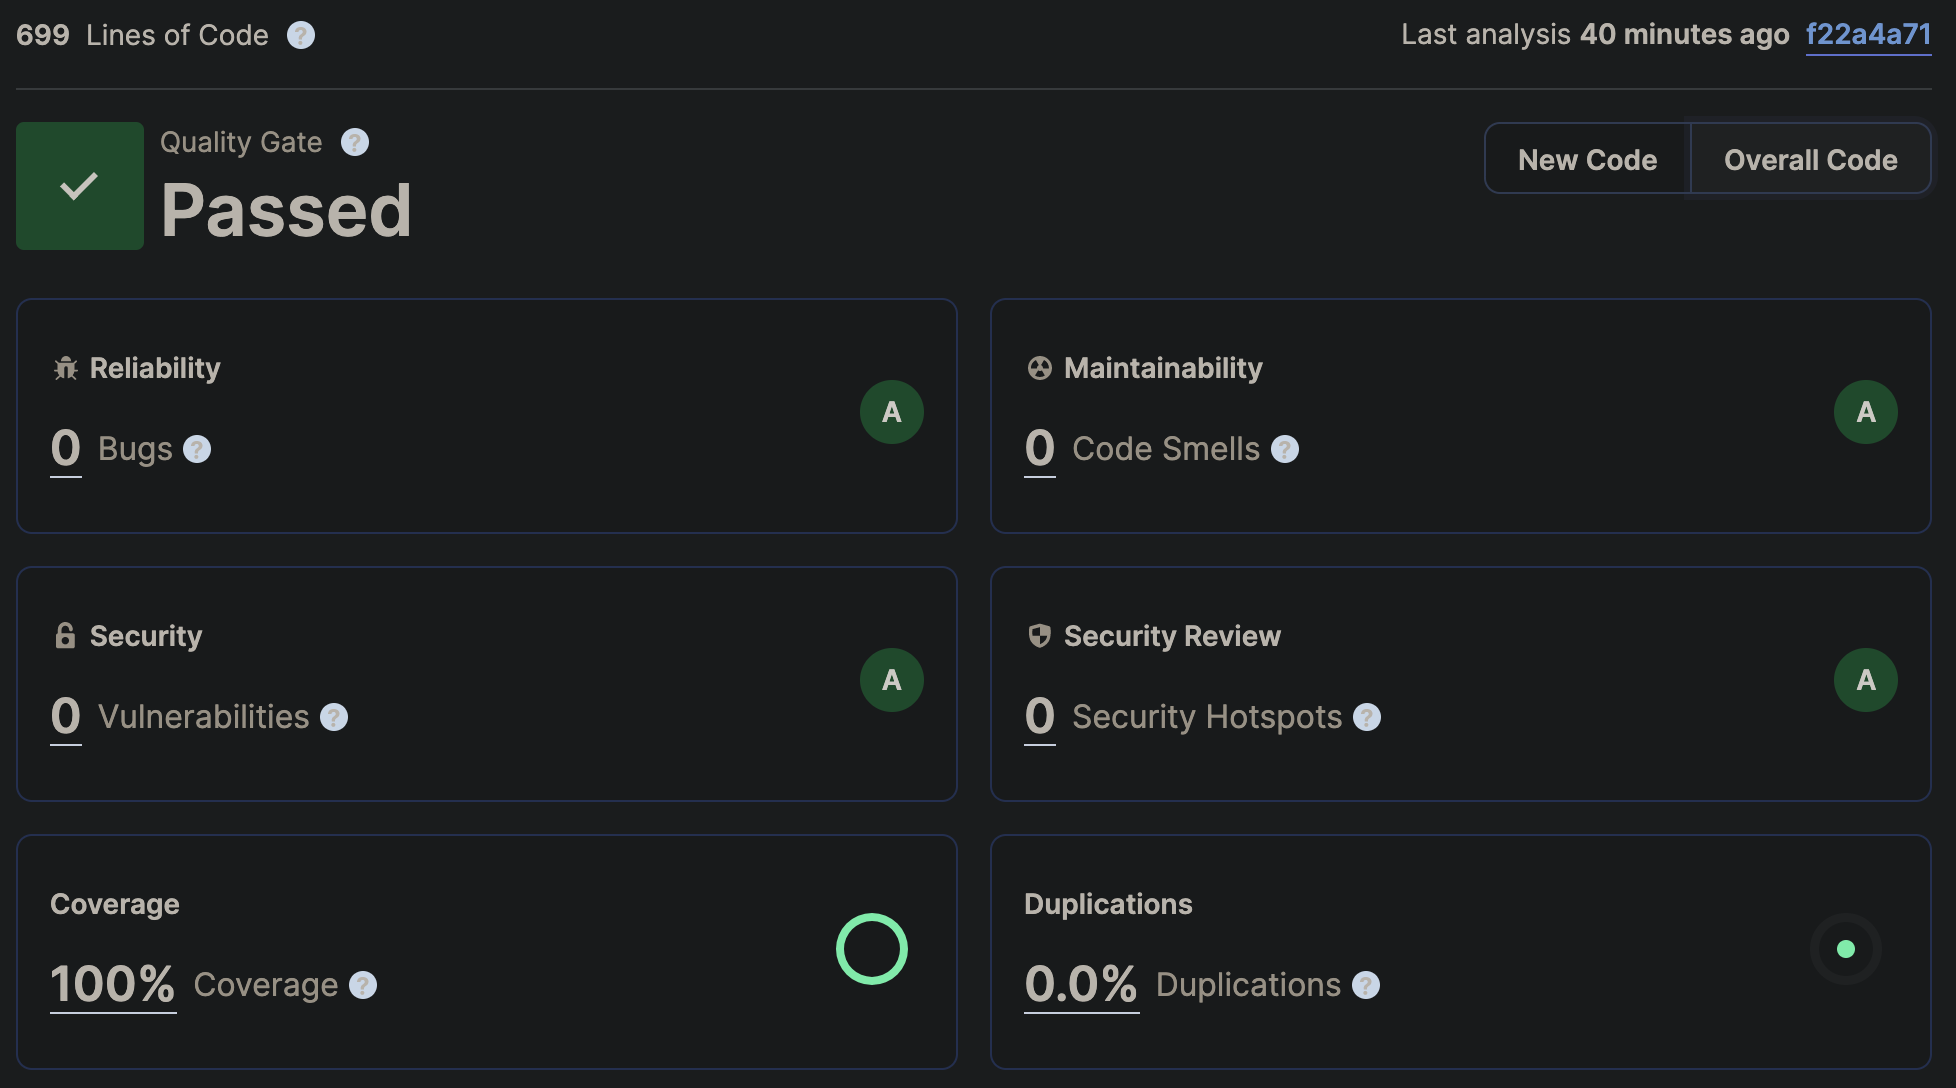 699 Lines of Code ?
Last analysis 40 minutes ago f22a4a71
Quality Gate ?
Passed
New Code
Overall Code
Reliability
0 Bugs ?
A
Maintainability
0 Code Smells ?
A
Security
0 Vulnerabilities ?
A
Security Review
0 Security Hotspots ?
A
Coverage
100% Coverage ?
Duplications
0.0% Duplications ?